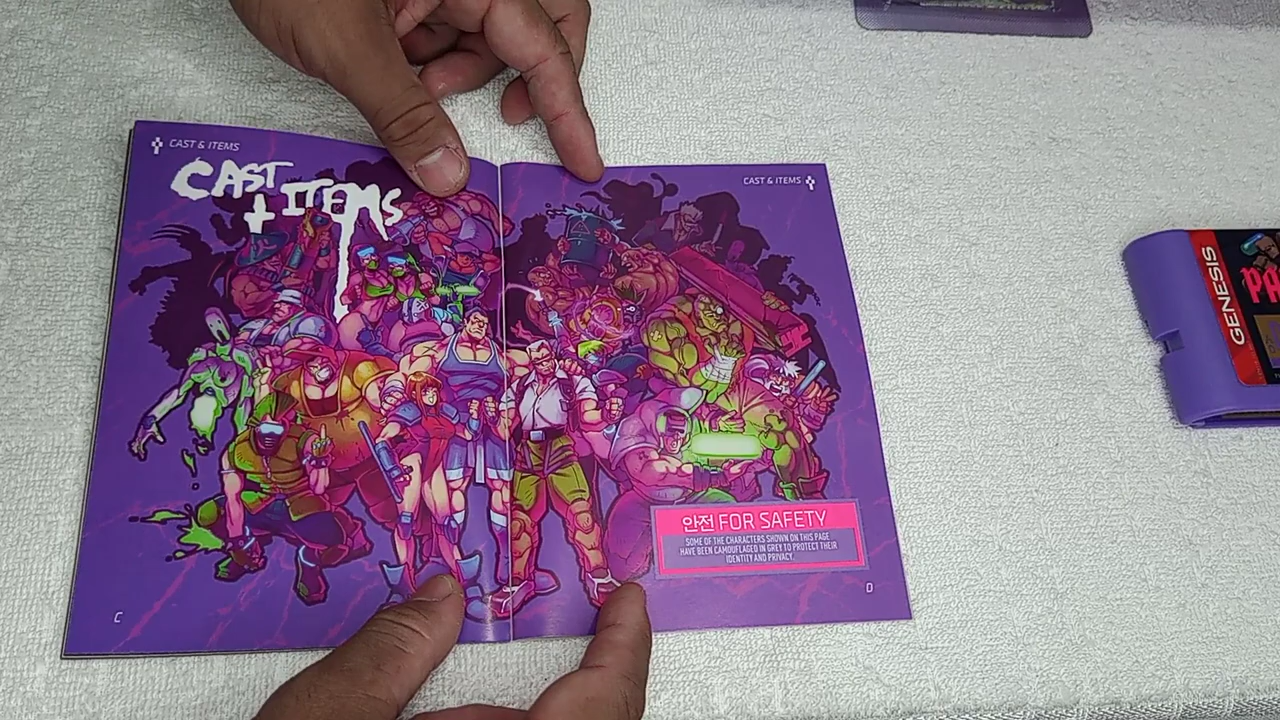 CAST & ITEMS
CAST
+ ITEMS
CAST & ITEMS
안전 FOR SAFETY
SOME OF THE CHARACTERS SHOWN ON THIS PAGE
HAVE BEEN CAMOUFLAGED IN GREY TO PROTECT THEIR
IDENTITY AND PRIVACY.
C
D
GENESIS
PA